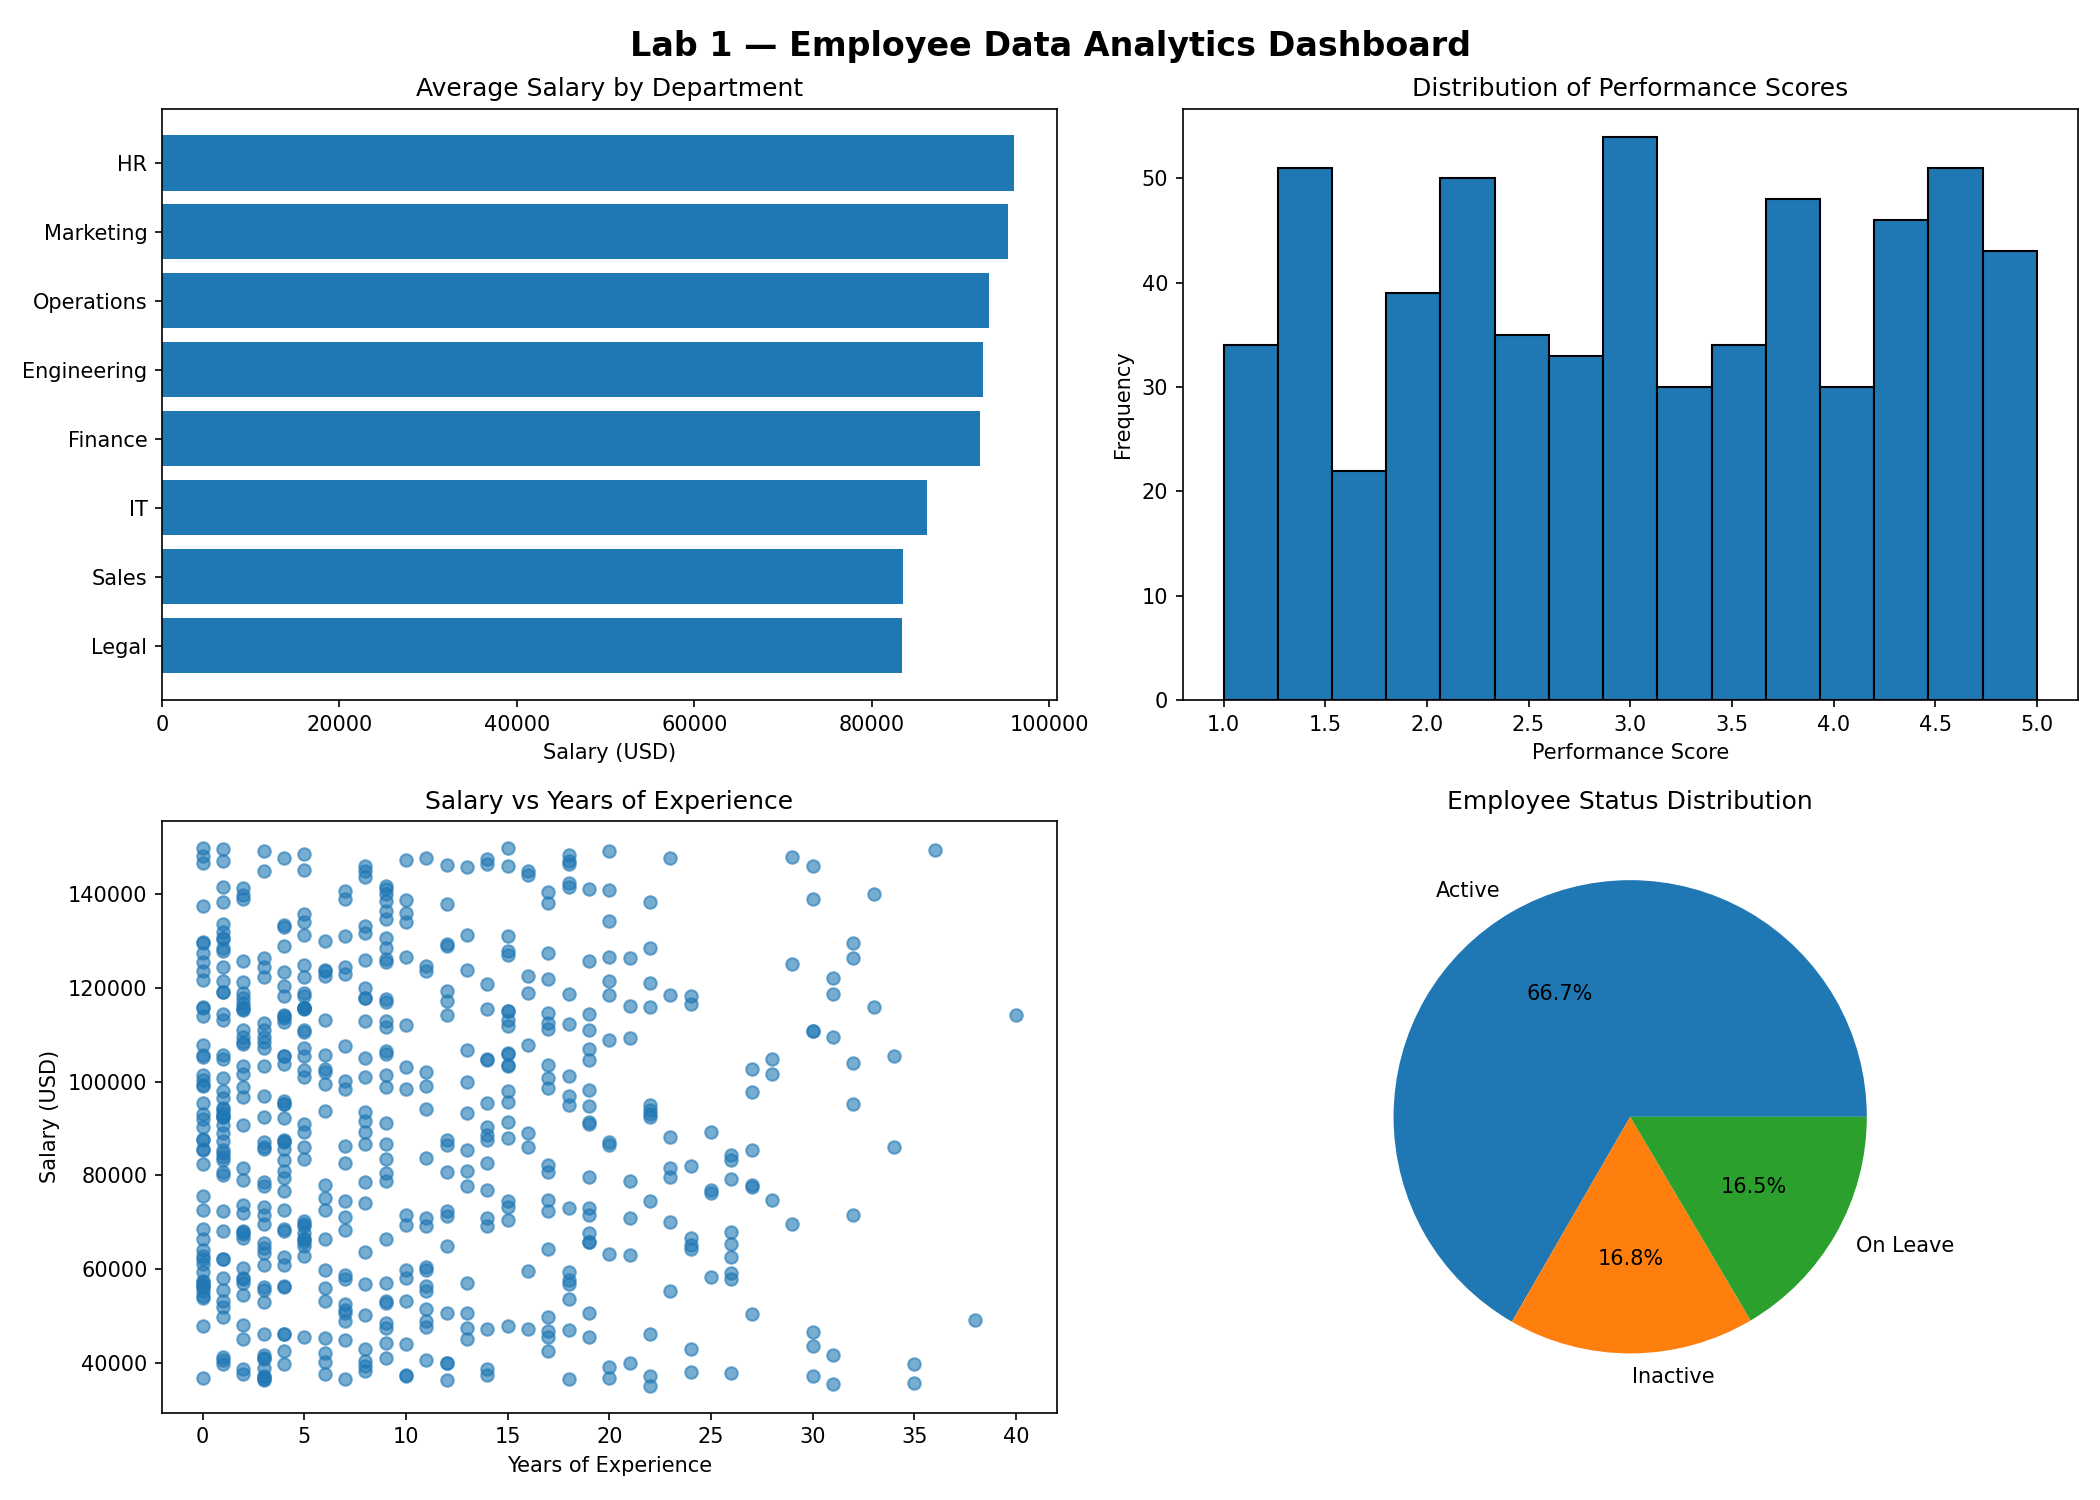 Lab 1 — Employee Data Analytics Dashboard
Average Salary by Department
HR
Marketing
Operations
Engineering
Finance
IT
Sales
Legal
0 20000 40000 60000 80000 100000
Salary (USD)
Distribution of Performance Scores
Frequency
50
40
30
20
10
0
1.0 1.5 2.0 2.5 3.0 3.5 4.0 4.5 5.0
Performance Score
Salary vs Years of Experience
Salary (USD)
140000
120000
100000
80000
60000
40000
0 5 10 15 20 25 30 35 40
Years of Experience
Employee Status Distribution
Active
66.7%
16.5%
On Leave
16.8%
Inactive